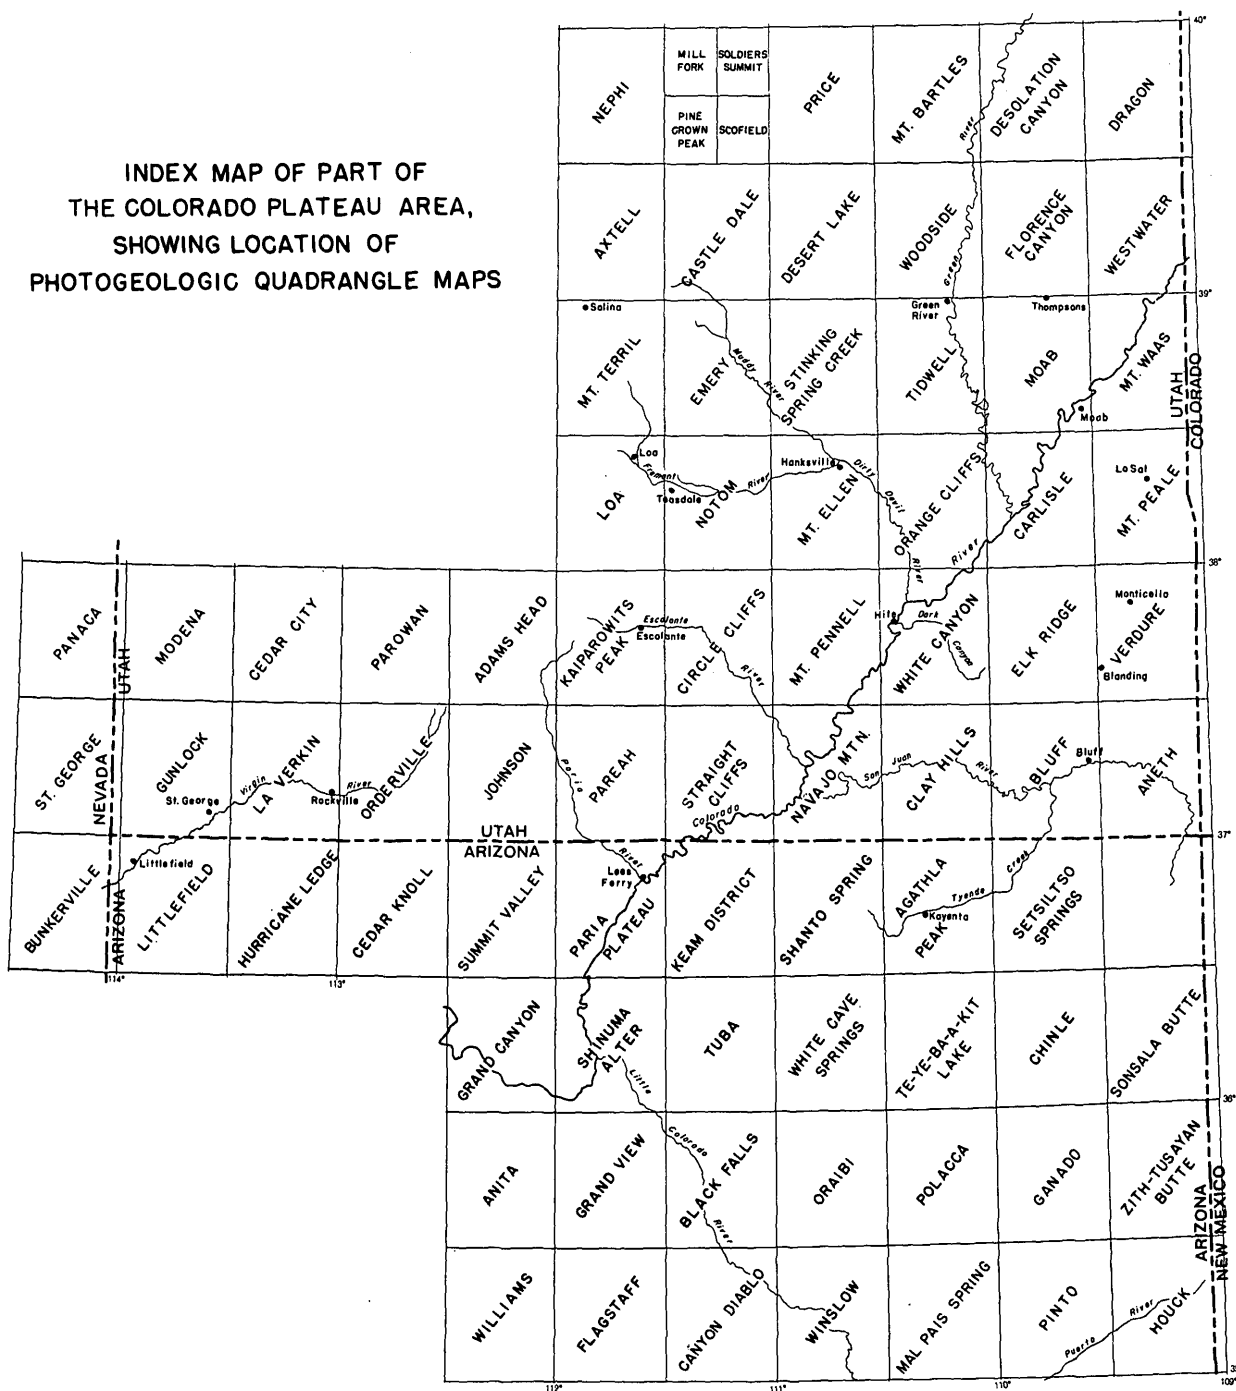 INDEX MAP OF PART OF
THE COLORADO PLATEAU AREA,
SHOWING LOCATION OF
PHOTOGEOLOGIC QUADRANGLE MAPS
40°
NEPHI
MILL
FORK
SOLDIERS
SUMMIT
PINE
CROWN
PEAK
SCOFIELD
PRICE
MT. BARTLES
River
DESOLATION
CANYON
DRAGON
AXTELL
CASTLE DALE
DESERT LAKE
WOODSIDE
Green
FLORENCE
CANYON
WESTWATER
39°
Salina
Green
River
Thompsons
MT. TERRIL
EMERY
Muddy
River
STINKING
SPRING CREEK
TIDWELL
MOAB
MT. WAAS
Moab
UTAH
COLORADO
Loa
Fremont
River
Teasdale
Hanksville
Dirty
Devil
River
LOA
NOTOM
MT. ELLEN
ORANGE CLIFFS
CARLISLE
LaSal
MT. PEALE
River
38°
PANACA
UTAH
MODENA
CEDAR CITY
PAROWAN
ADAMS HEAD
KAIPAROWITS
PEAK
Escalante
Escalante
River
CIRCLE CLIFFS
MT. PENNELL
Hite
Dark
Canyon
WHITE CANYON
ELK RIDGE
Monticello
VERDURE
Blanding
ST. GEORGE
NEVADA
GUNLOCK
St. George
Virgin
River
LA VERKIN
Rockville
ORDERVILLE
JOHNSON
Paria
River
PAREAH
STRAIGHT
CLIFFS
Colorado
NAVAJO MTN.
San Juan
River
CLAY HILLS
BLUFF
Bluff
ANETH
UTAH
ARIZONA
37°
BUNKERVILLE
ARIZONA
Littlefield
LITTLEFIELD
HURRICANE LEDGE
CEDAR KNOLL
SUMMIT VALLEY
Lees
Ferry
PARIA
PLATEAU
KEAM DISTRICT
SHANTO SPRING
AGATHLA
PEAK
Kayenta
Tyende
Creek
SETSILTSO
SPRINGS
114°
113°
GRAND CANYON
SHINUMA
ALTER
TUBA
WHITE CAVE
SPRINGS
TE-YE-BA-A-KIT
LAKE
CHINLE
SONSALA BUTTE
36°
Little
Colorado
River
ANITA
GRAND VIEW
BLACK FALLS
ORAIBI
POLACCA
GANADO
ZITH-TUSAYAN
BUTTE
ARIZONA
NEW MEXICO
WILLIAMS
FLAGSTAFF
CANYON DIABLO
WINSLOW
MAL PAIS SPRING
PINTO
Puerto
River
HOUCK
112°
111°
110°
109°